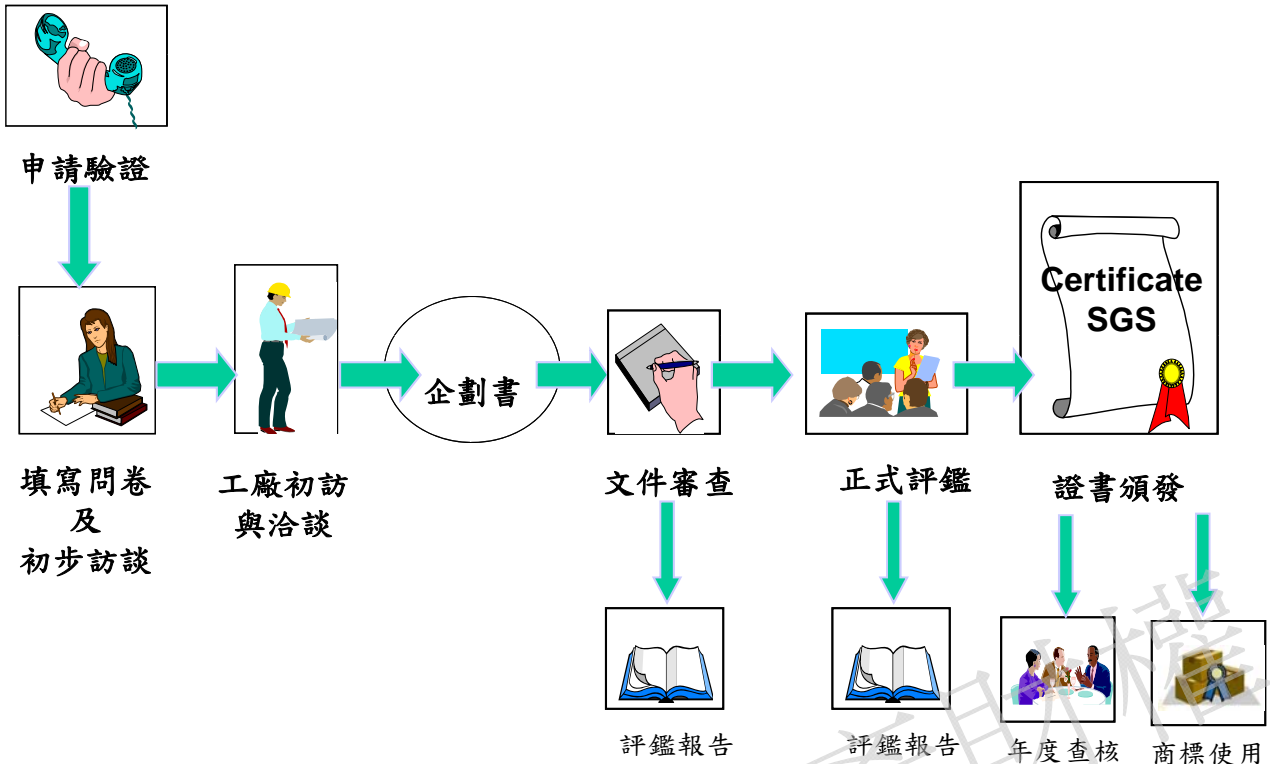 申請驗證
填寫問卷
及
初步訪談
工廠初訪
與洽談
企劃書
文件審查
正式評鑑
Certificate
SGS
證書頒發
評鑑報告
評鑑報告
年度查核
商標使用